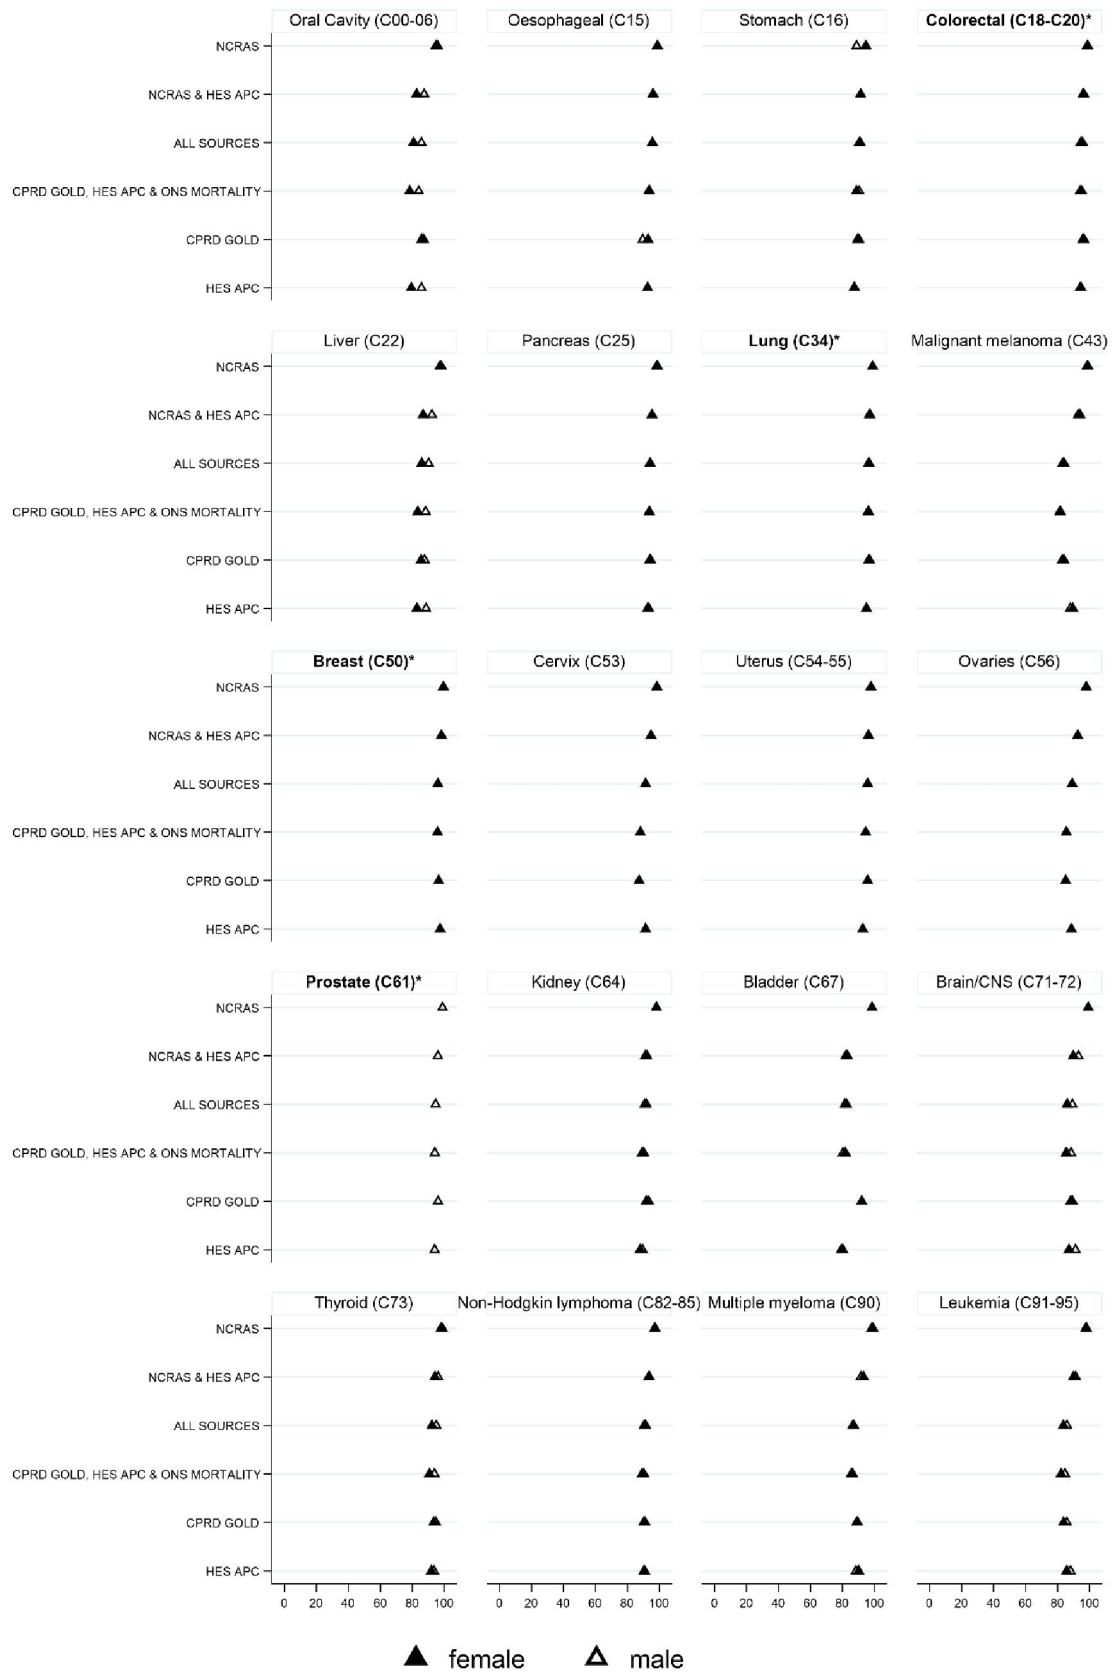 Oral Cavity (C00-06) Oesophageal (C15) Stomach (C16) Colorectal (C18-C20)*
NCRAS
NCRAS & HES APC
ALL SOURCES
CPRD GOLD, HES APC & ONS MORTALITY
CPRD GOLD
HES APC
Liver (C22) Pancreas (C25) Lung (C34)* Malignant melanoma (C43)
NCRAS
NCRAS & HES APC
ALL SOURCES
CPRD GOLD, HES APC & ONS MORTALITY
CPRD GOLD
HES APC
Breast (C50)* Cervix (C53) Uterus (C54-55) Ovaries (C56)
NCRAS
NCRAS & HES APC
ALL SOURCES
CPRD GOLD, HES APC & ONS MORTALITY
CPRD GOLD
HES APC
Prostate (C61)* Kidney (C64) Bladder (C67) Brain/CNS (C71-72)
NCRAS
NCRAS & HES APC
ALL SOURCES
CPRD GOLD, HES APC & ONS MORTALITY
CPRD GOLD
HES APC
Thyroid (C73) Non-Hodgkin lymphoma (C82-85) Multiple myeloma (C90) Leukemia (C91-95)
NCRAS
NCRAS & HES APC
ALL SOURCES
CPRD GOLD, HES APC & ONS MORTALITY
CPRD GOLD
HES APC
0 20 40 60 80 100 0 20 40 60 80 100 0 20 40 60 80 100 0 20 40 60 80 100
female male